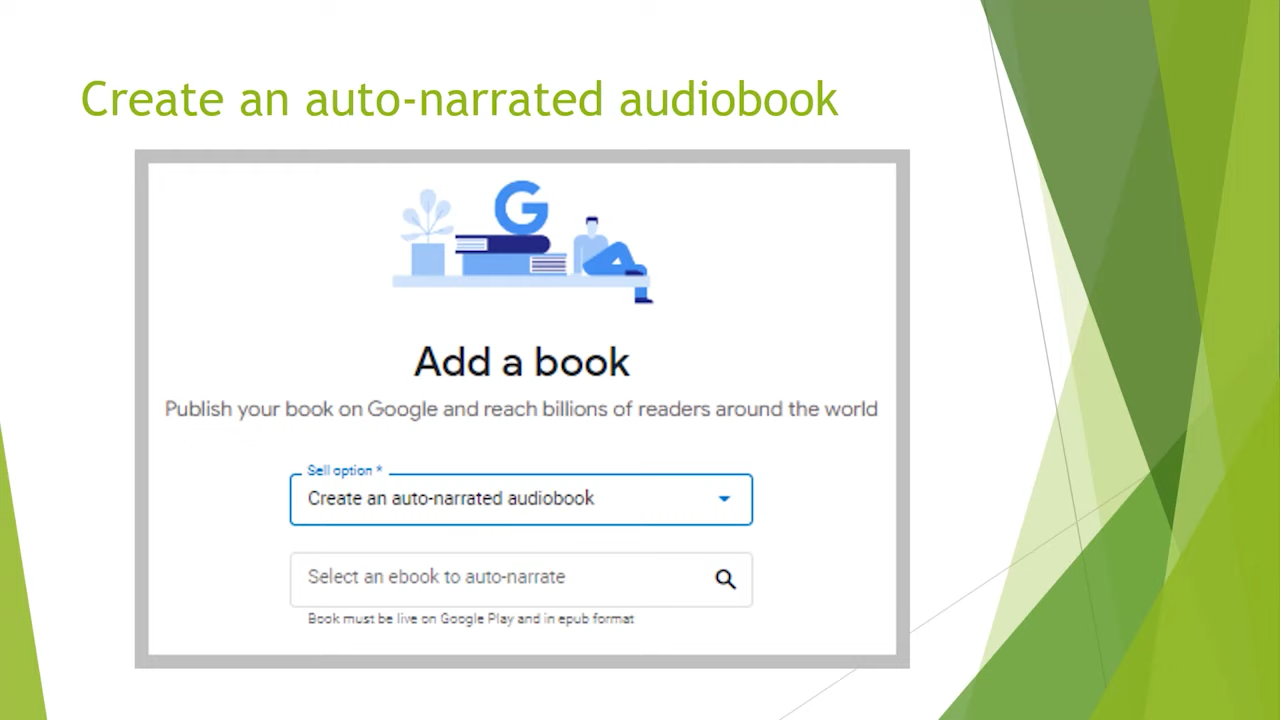 Create an auto-narrated audiobook
G
Add a book
Publish your book on Google and reach billions of readers around the world
Sell option *
Create an auto-narrated audiobook
Select an ebook to auto-narrate
Book must be live on Google Play and in epub format